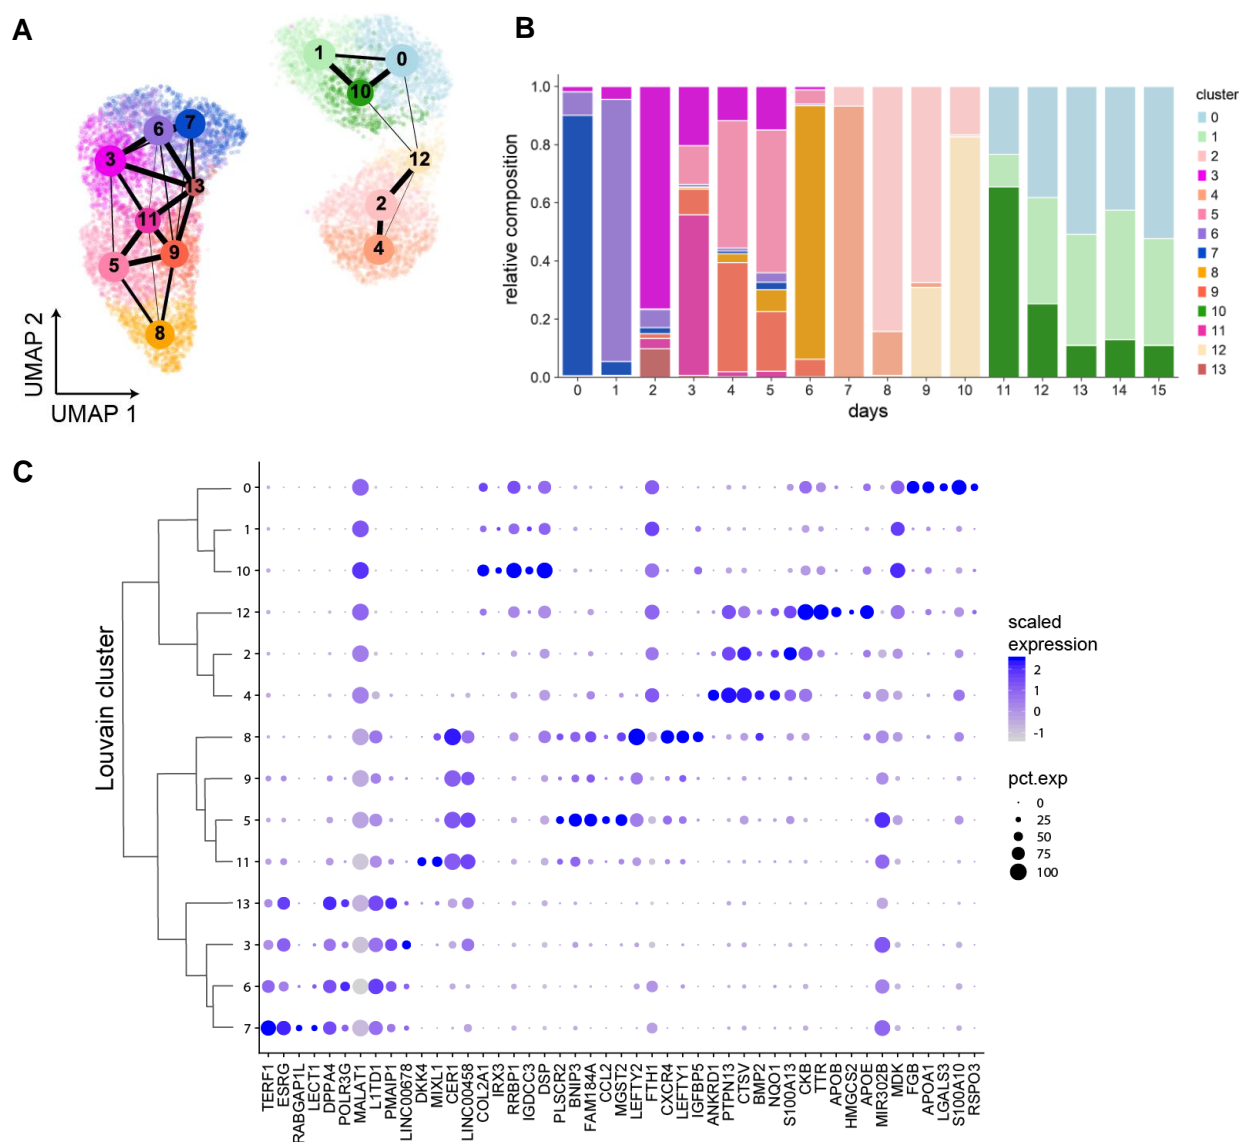 A
1
0
10
12
2
4
6
7
3
13
11
5
9
8
UMAP 2
UMAP 1
B
relative composition
1.0
0.8
0.6
0.4
0.2
0.0
0 1 2 3 4 5 6 7 8 9 10 11 12 13 14 15
days
cluster
0
1
2
3
4
5
6
7
8
9
10
11
12
13
C
Louvain cluster
0
1
10
12
2
4
8
9
5
11
13
3
6
7
TERF1
ESRG
RABGAP1L
LECT1
DPPA4
POLR3G
MALAT1
L1TD1
PMAIP1
LINC00678
DKK4
MIXL1
CER1
LINC00458
COL2A1
IRX3
RRBP1
IGDCC3
DSP
PLSCR2
BNIP3
FAM184A
CCL2
MGST2
LEFTY2
FTH1
CXCR4
LEFTY1
IGFBP5
ANKRD1
PTPN13
CTSV
BMP2
NQO1
S100A13
CKB
TTR
APOB
HMGCS2
APOE
MIR302B
MDK
FGB
APOA1
LGALS3
S100A10
RSPO3
scaled
expression
2
1
0
-1
pct.exp
0
25
50
75
100